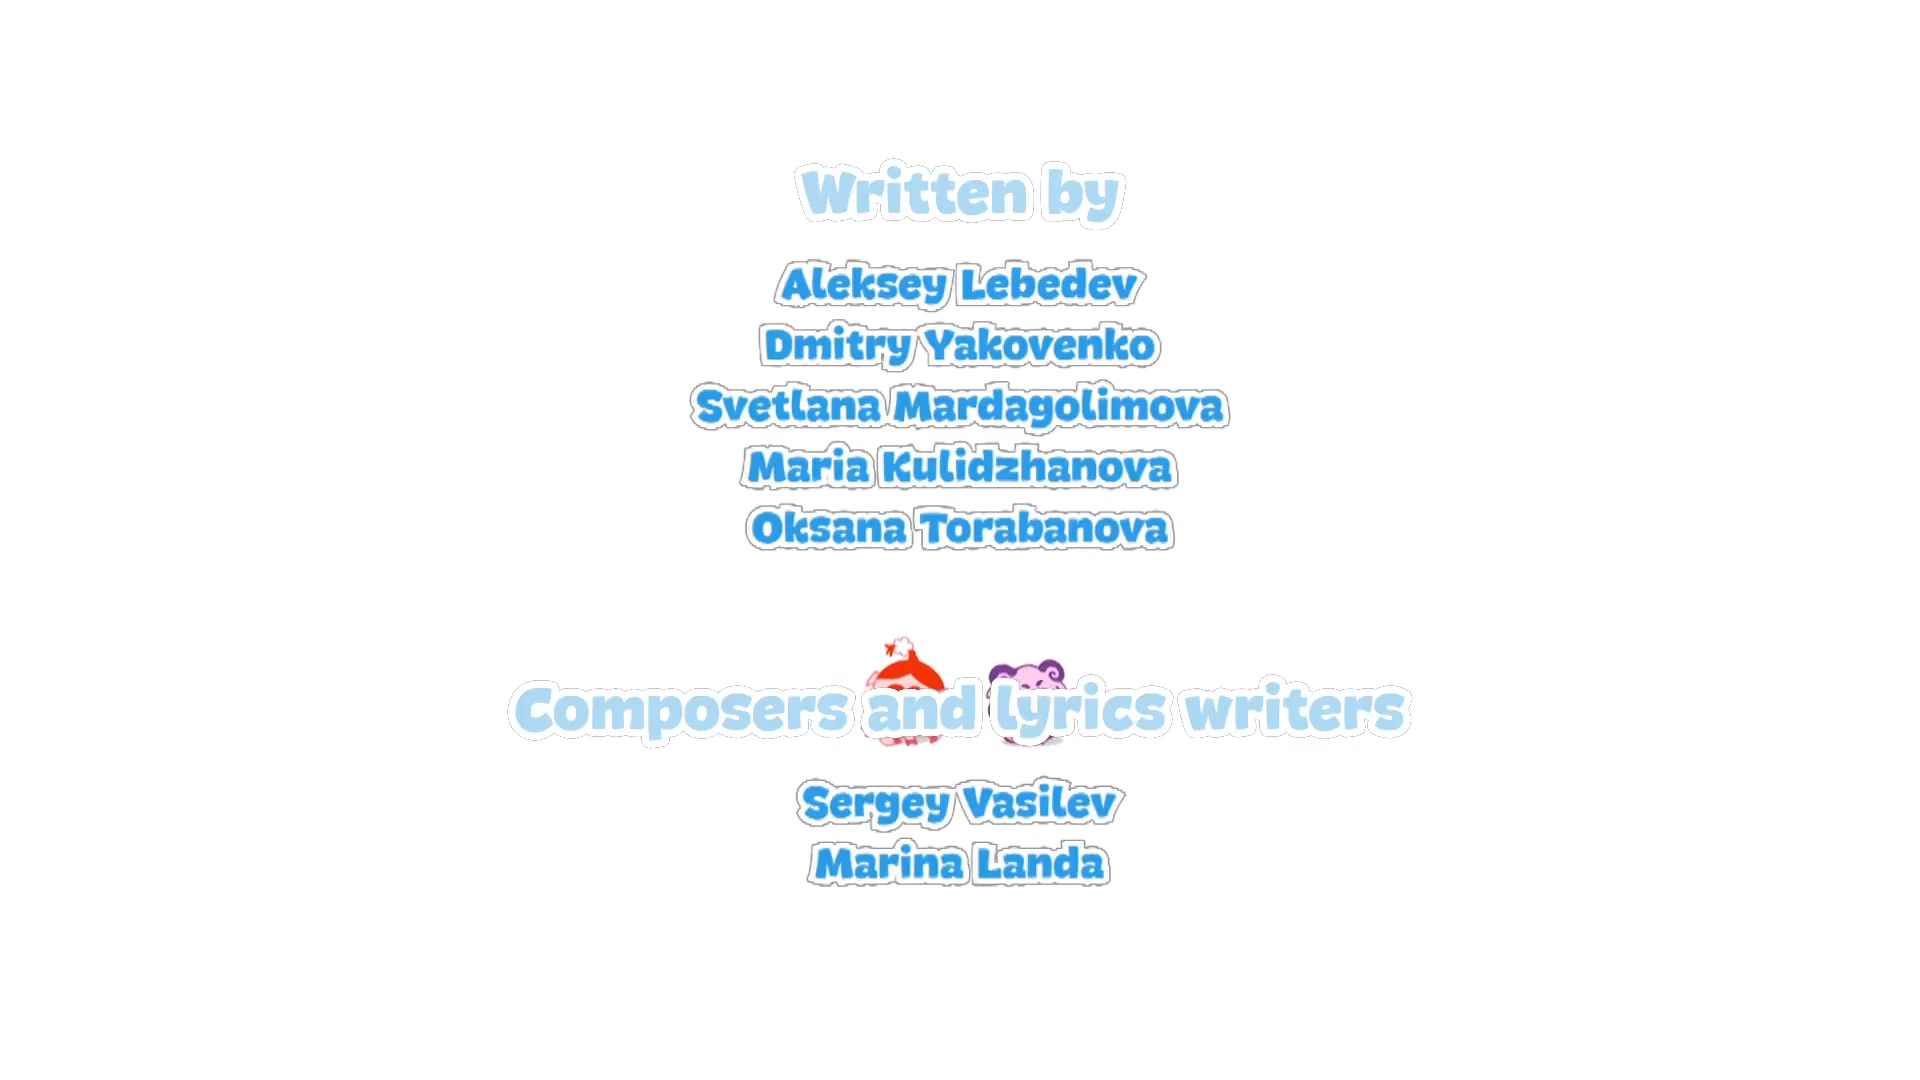 Written by
Aleksey Lebedev
Dmitry Yakovenko
Svetlana Mardagolimova
Maria Kulidzhanova
Oksana Torabanova
Composers and lyrics writers
Sergey Vasilev
Marina Landa